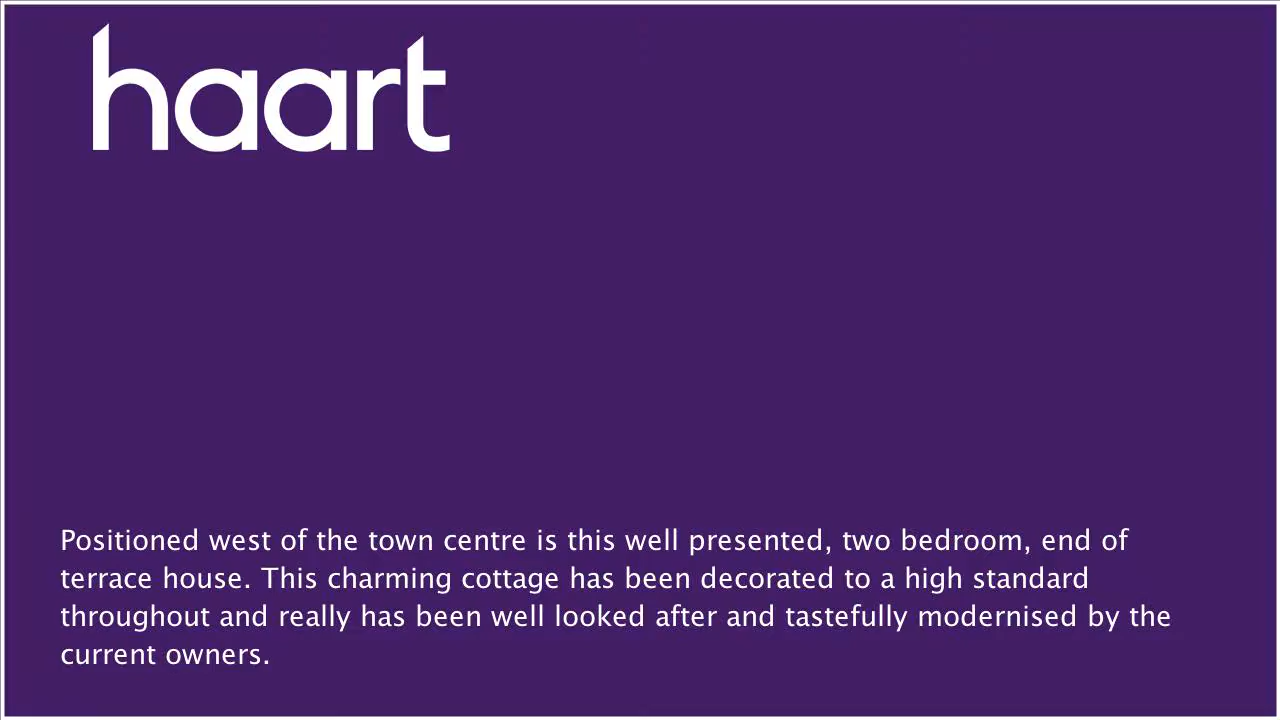 haart
Positioned west of the town centre is this well presented, two bedroom, end of
terrace house. This charming cottage has been decorated to a high standard
throughout and really has been well looked after and tastefully modernised by the
current owners.